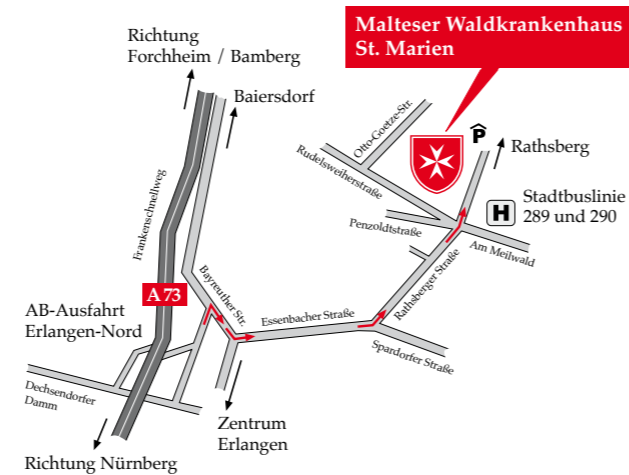 Malteser Waldkrankenhaus
St. Marien
Richtung
Forchheim / Bamberg
Baiersdorf
Otto-Goetze-Str.
P
Rathsberg
Rudelsweiherstraße
H
Stadtbuslinie
289 und 290
Penzoldtstraße
Am Meilwald
Frankenschnellweg
Bayreuther Str.
Rathsberger Straße
A 73
AB-Ausfahrt
Erlangen-Nord
Essenbacher Straße
Spardorfer Straße
Dechsendorfer
Damm
Zentrum
Erlangen
Richtung Nürnberg